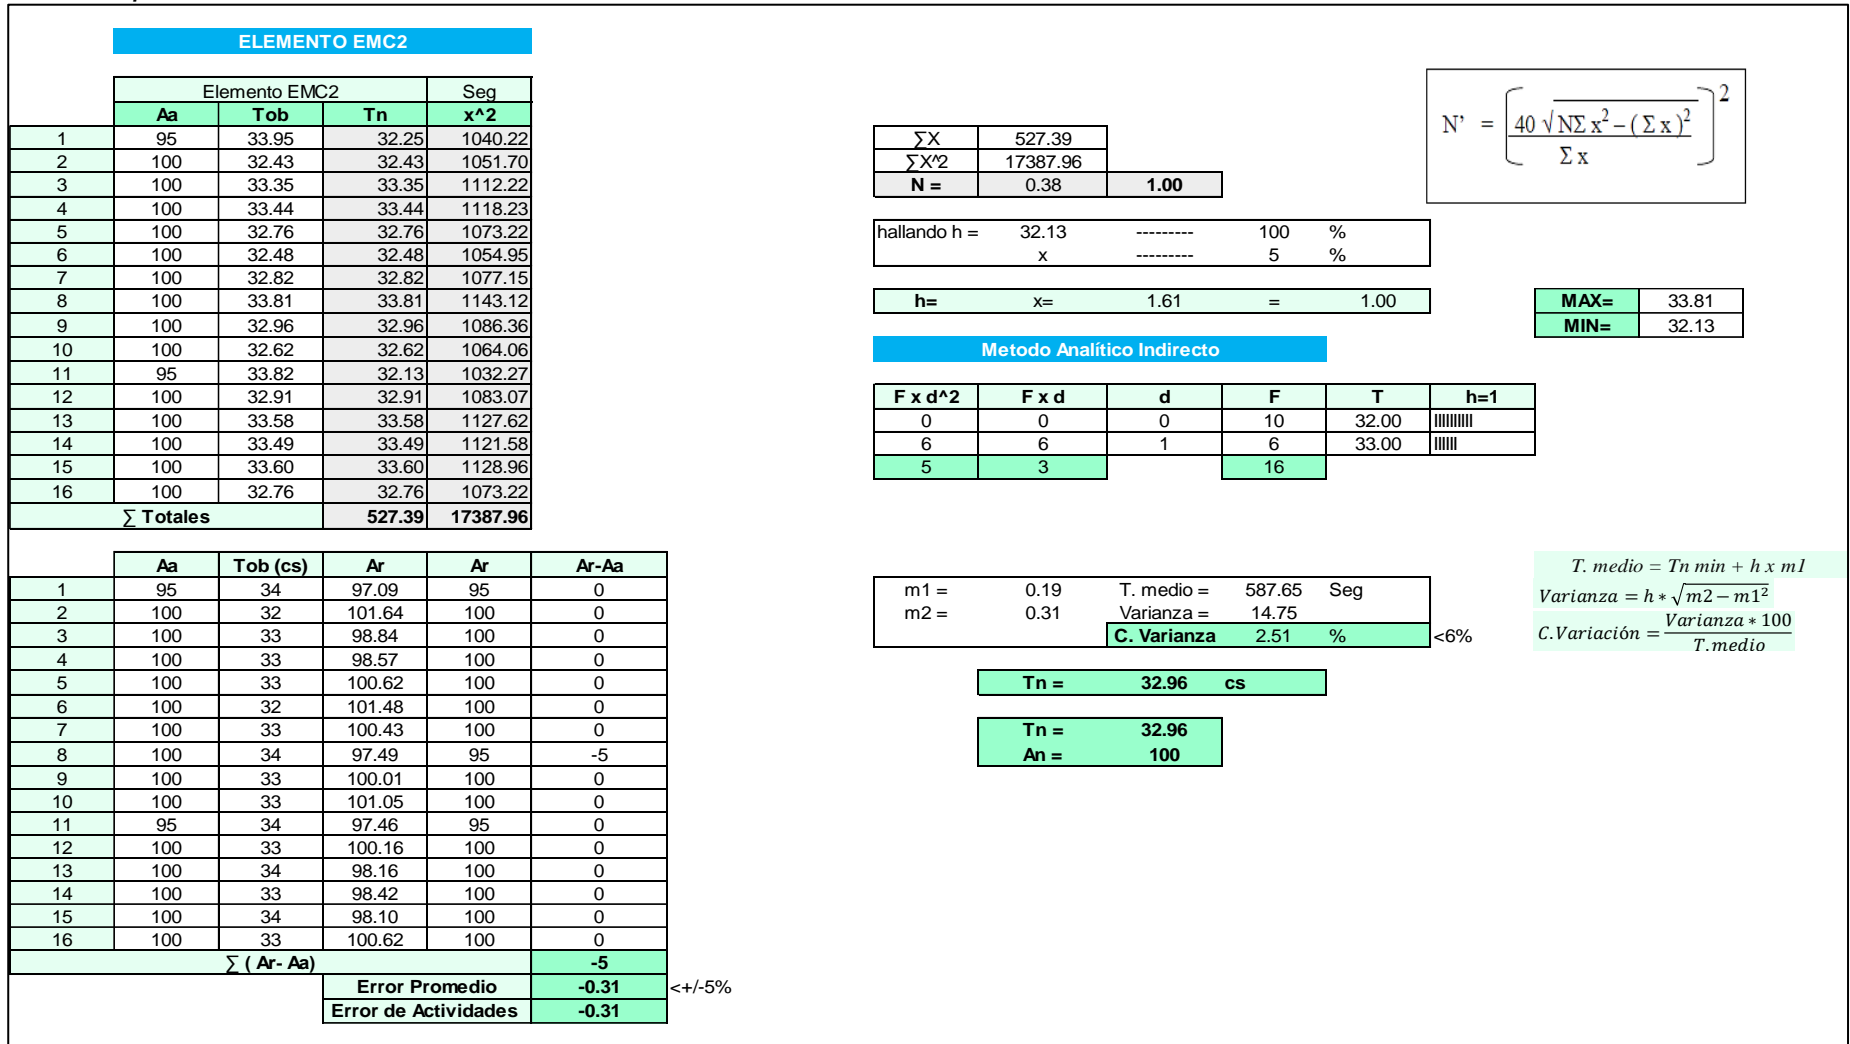 ELEMENTO EMC2
Elemento EMC2 Seg
Aa Tob Tn x^2
1 95 33.95 32.25 1040.22
2 100 32.43 32.43 1051.70
3 100 33.35 33.35 1112.22
4 100 33.44 33.44 1118.23
5 100 32.76 32.76 1073.22
6 100 32.48 32.48 1054.95
7 100 32.82 32.82 1077.15
8 100 33.81 33.81 1143.12
9 100 32.96 32.96 1086.36
10 100 32.62 32.62 1064.06
11 95 33.82 32.13 1032.27
12 100 32.91 32.91 1083.07
13 100 33.58 33.58 1127.62
14 100 33.49 33.49 1121.58
15 100 33.60 33.60 1128.96
16 100 32.76 32.76 1073.22
∑ Totales 527.39 17387.96
∑X 527.39
∑X^2 17387.96
N = 0.38 1.00
N' = (40 √NΣ x² – ( Σ x )² / Σ x)²
hallando h = 32.13 --------- 100 %
x --------- 5 %
h= x= 1.61 = 1.00
MAX= 33.81
MIN= 32.13
Metodo Analítico Indirecto
F x d^2 F x d d F T h=1
0 0 0 10 32.00 IIIIIIIIII
6 6 1 6 33.00 IIIIII
5 3 16
Aa Tob (cs) Ar Ar Ar-Aa
1 95 34 97.09 95 0
2 100 32 101.64 100 0
3 100 33 98.84 100 0
4 100 33 98.57 100 0
5 100 33 100.62 100 0
6 100 32 101.48 100 0
7 100 33 100.43 100 0
8 100 34 97.49 95 -5
9 100 33 100.01 100 0
10 100 33 101.05 100 0
11 95 34 97.46 95 0
12 100 33 100.16 100 0
13 100 34 98.16 100 0
14 100 33 98.42 100 0
15 100 34 98.10 100 0
16 100 33 100.62 100 0
∑ ( Ar- Aa) -5
Error Promedio -0.31 <+/-5%
Error de Actividades -0.31
m1 = 0.19 T. medio = 587.65 Seg
m2 = 0.31 Varianza = 14.75
C. Varianza 2.51 % <6%
T. medio = Tn min + h x m1
Varianza = h * √m2 − m1²
C.Variación = Varianza * 100 / T.medio
Tn = 32.96 cs
Tn = 32.96
An = 100